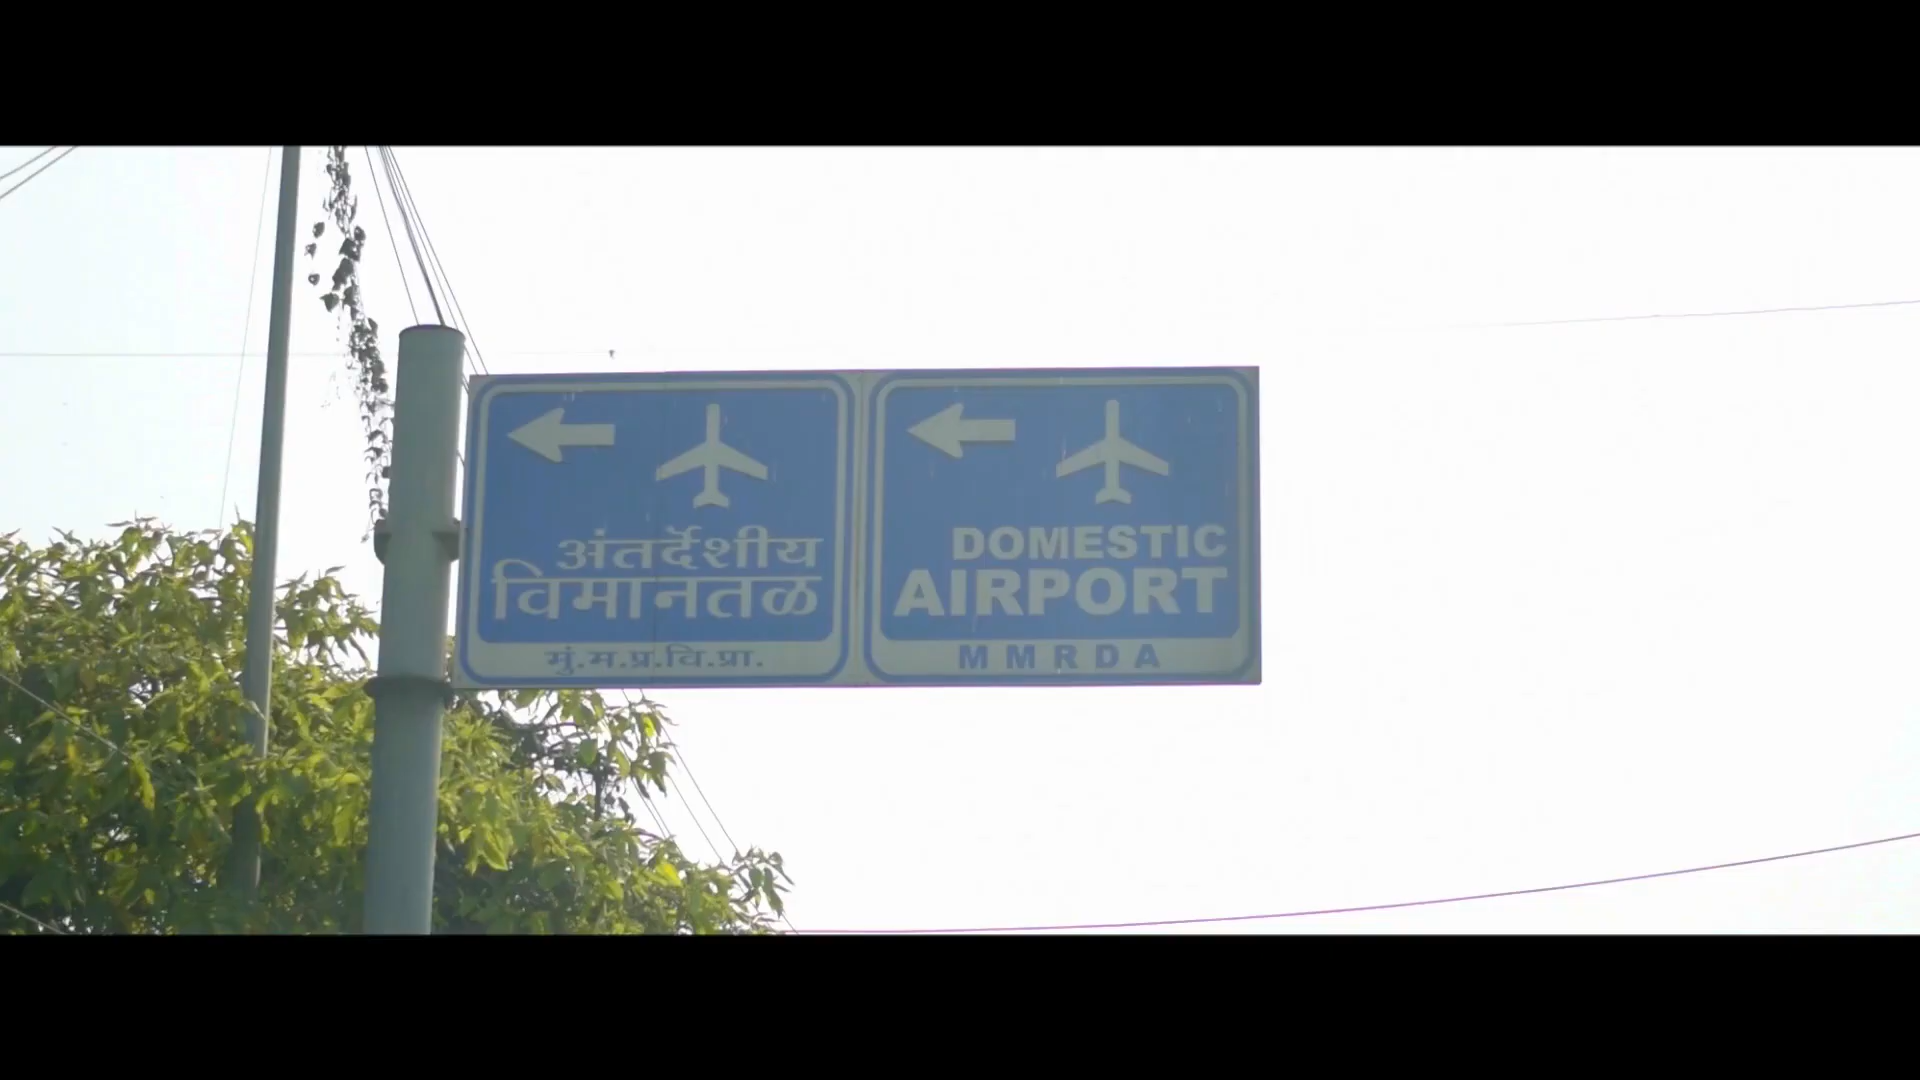 अंतर्देशीय
विमानतळ
मुं.म.प्र.वि.प्रा.
DOMESTIC
AIRPORT
MMRDA